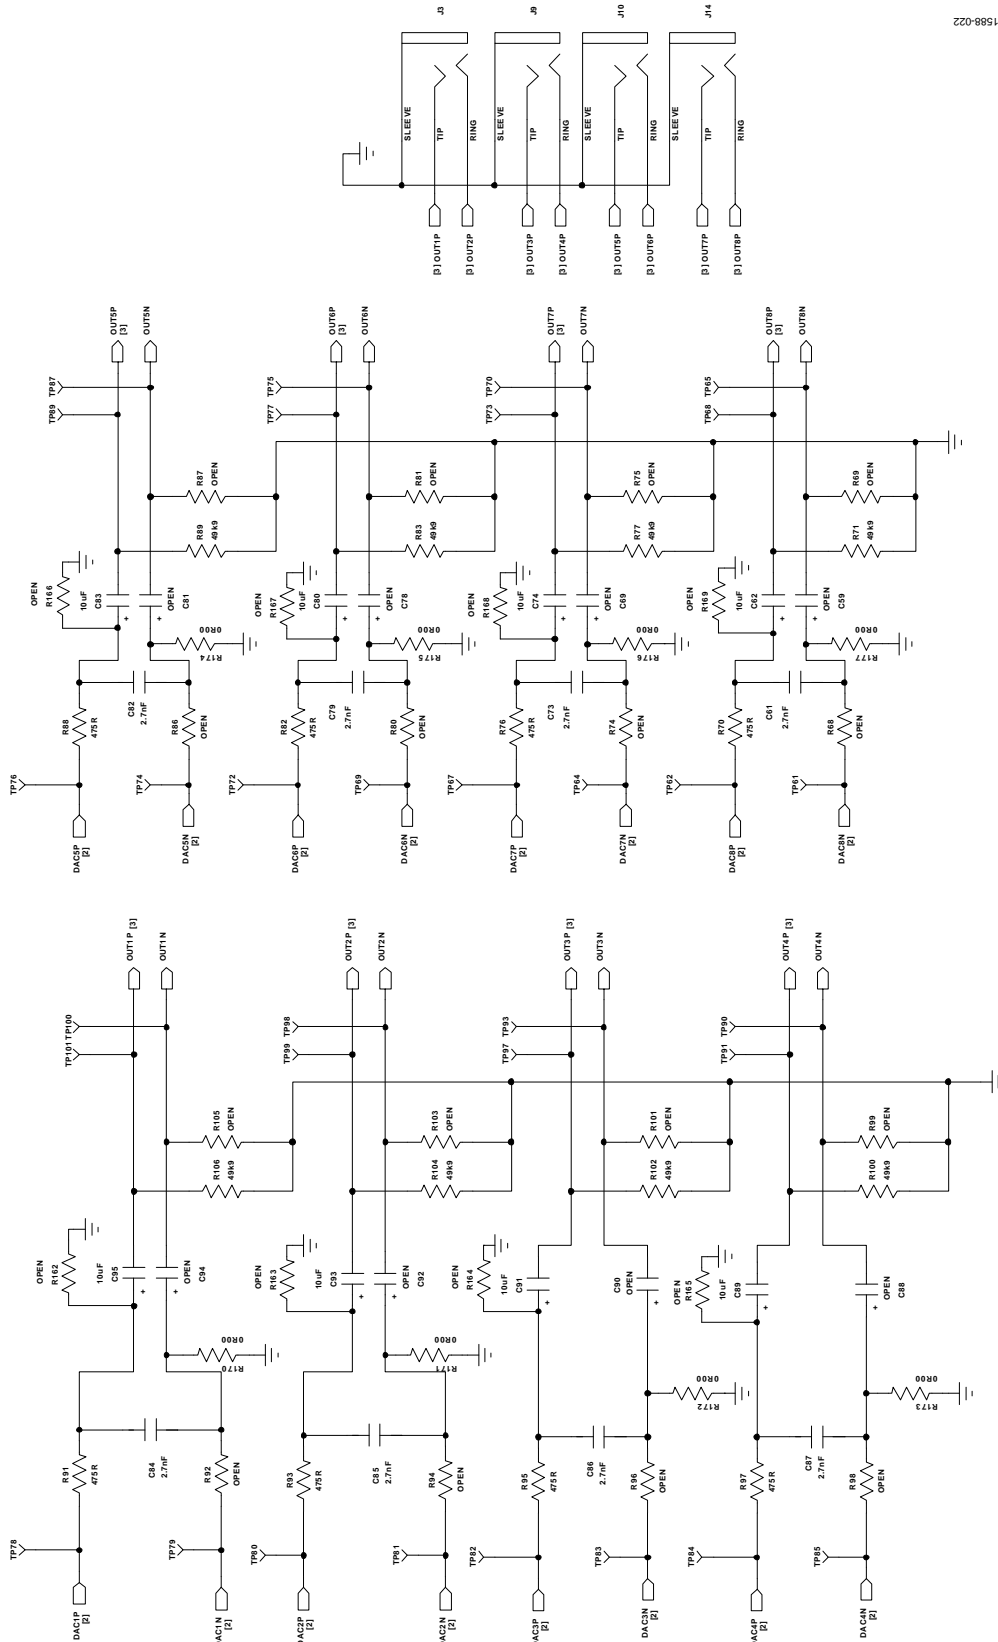 11588-022
J3
J9
J10
J14
SLEEVE
TIP
RING
SLEEVE
TIP
RING
SLEEVE
TIP
RING
SLEEVE
TIP
RING
[3] OUT1P
[3] OUT2P
[3] OUT3P
[3] OUT4P
[3] OUT5P
[3] OUT6P
[3] OUT7P
[3] OUT8P
OUT5P
[3]
OUT5N
TP87
TP89
R87
OPEN
R89
49k9
OPEN
R166
10uF
C83
OPEN
C81
0R00
R174
R88
475R
C82
2.7nF
R86
OPEN
TP76
TP74
DAC5P
[2]
DAC5N
[2]
OUT6P
[3]
OUT6N
TP75
TP77
R81
OPEN
R83
49k9
OPEN
R167
10uF
C80
OPEN
C78
0R00
R175
R82
475R
C79
2.7nF
R80
OPEN
TP72
TP69
DAC6P
[2]
DAC6N
[2]
OUT7P
[3]
OUT7N
TP70
TP73
R75
OPEN
R77
49k9
OPEN
R168
10uF
C74
OPEN
C69
0R00
R176
R76
475R
C73
2.7nF
R74
OPEN
TP67
TP64
DAC7P
[2]
DAC7N
[2]
OUT8P
[3]
OUT8N
TP65
TP68
R69
OPEN
R71
49k9
OPEN
R169
10uF
C62
OPEN
C59
0R00
R177
R70
475R
C61
2.7nF
R68
OPEN
TP62
TP61
DAC8P
[2]
DAC8N
[2]
OUT1P [3]
OUT1N
TP100
TP101
R105
OPEN
R106
49k9
OPEN
R162
10uF
C95
OPEN
C94
0R00
R170
R91
475R
C84
2.7nF
R92
OPEN
TP78
TP79
DAC1P
[2]
DAC1N
[2]
OUT2P [3]
OUT2N
TP98
TP99
R103
OPEN
R104
49k9
OPEN
R163
10uF
C93
OPEN
C92
0R00
R171
R93
475R
C85
2.7nF
R94
OPEN
TP80
TP81
DAC2P
[2]
DAC2N
[2]
OUT3P [3]
OUT3N
TP93
TP97
R101
OPEN
R102
49k9
OPEN
R164
10uF
C91
C90
OPEN
0R00
R172
R95
475R
C86
2.7nF
R96
OPEN
TP82
TP83
DAC3P
[2]
DAC3N
[2]
OUT4P [3]
OUT4N
TP90
TP91
R99
OPEN
R100
49k9
OPEN
R165
10uF
C89
OPEN
C88
0R00
R173
R97
475R
C87
2.7nF
R98
OPEN
TP84
TP85
DAC4P
[2]
DAC4N
[2]